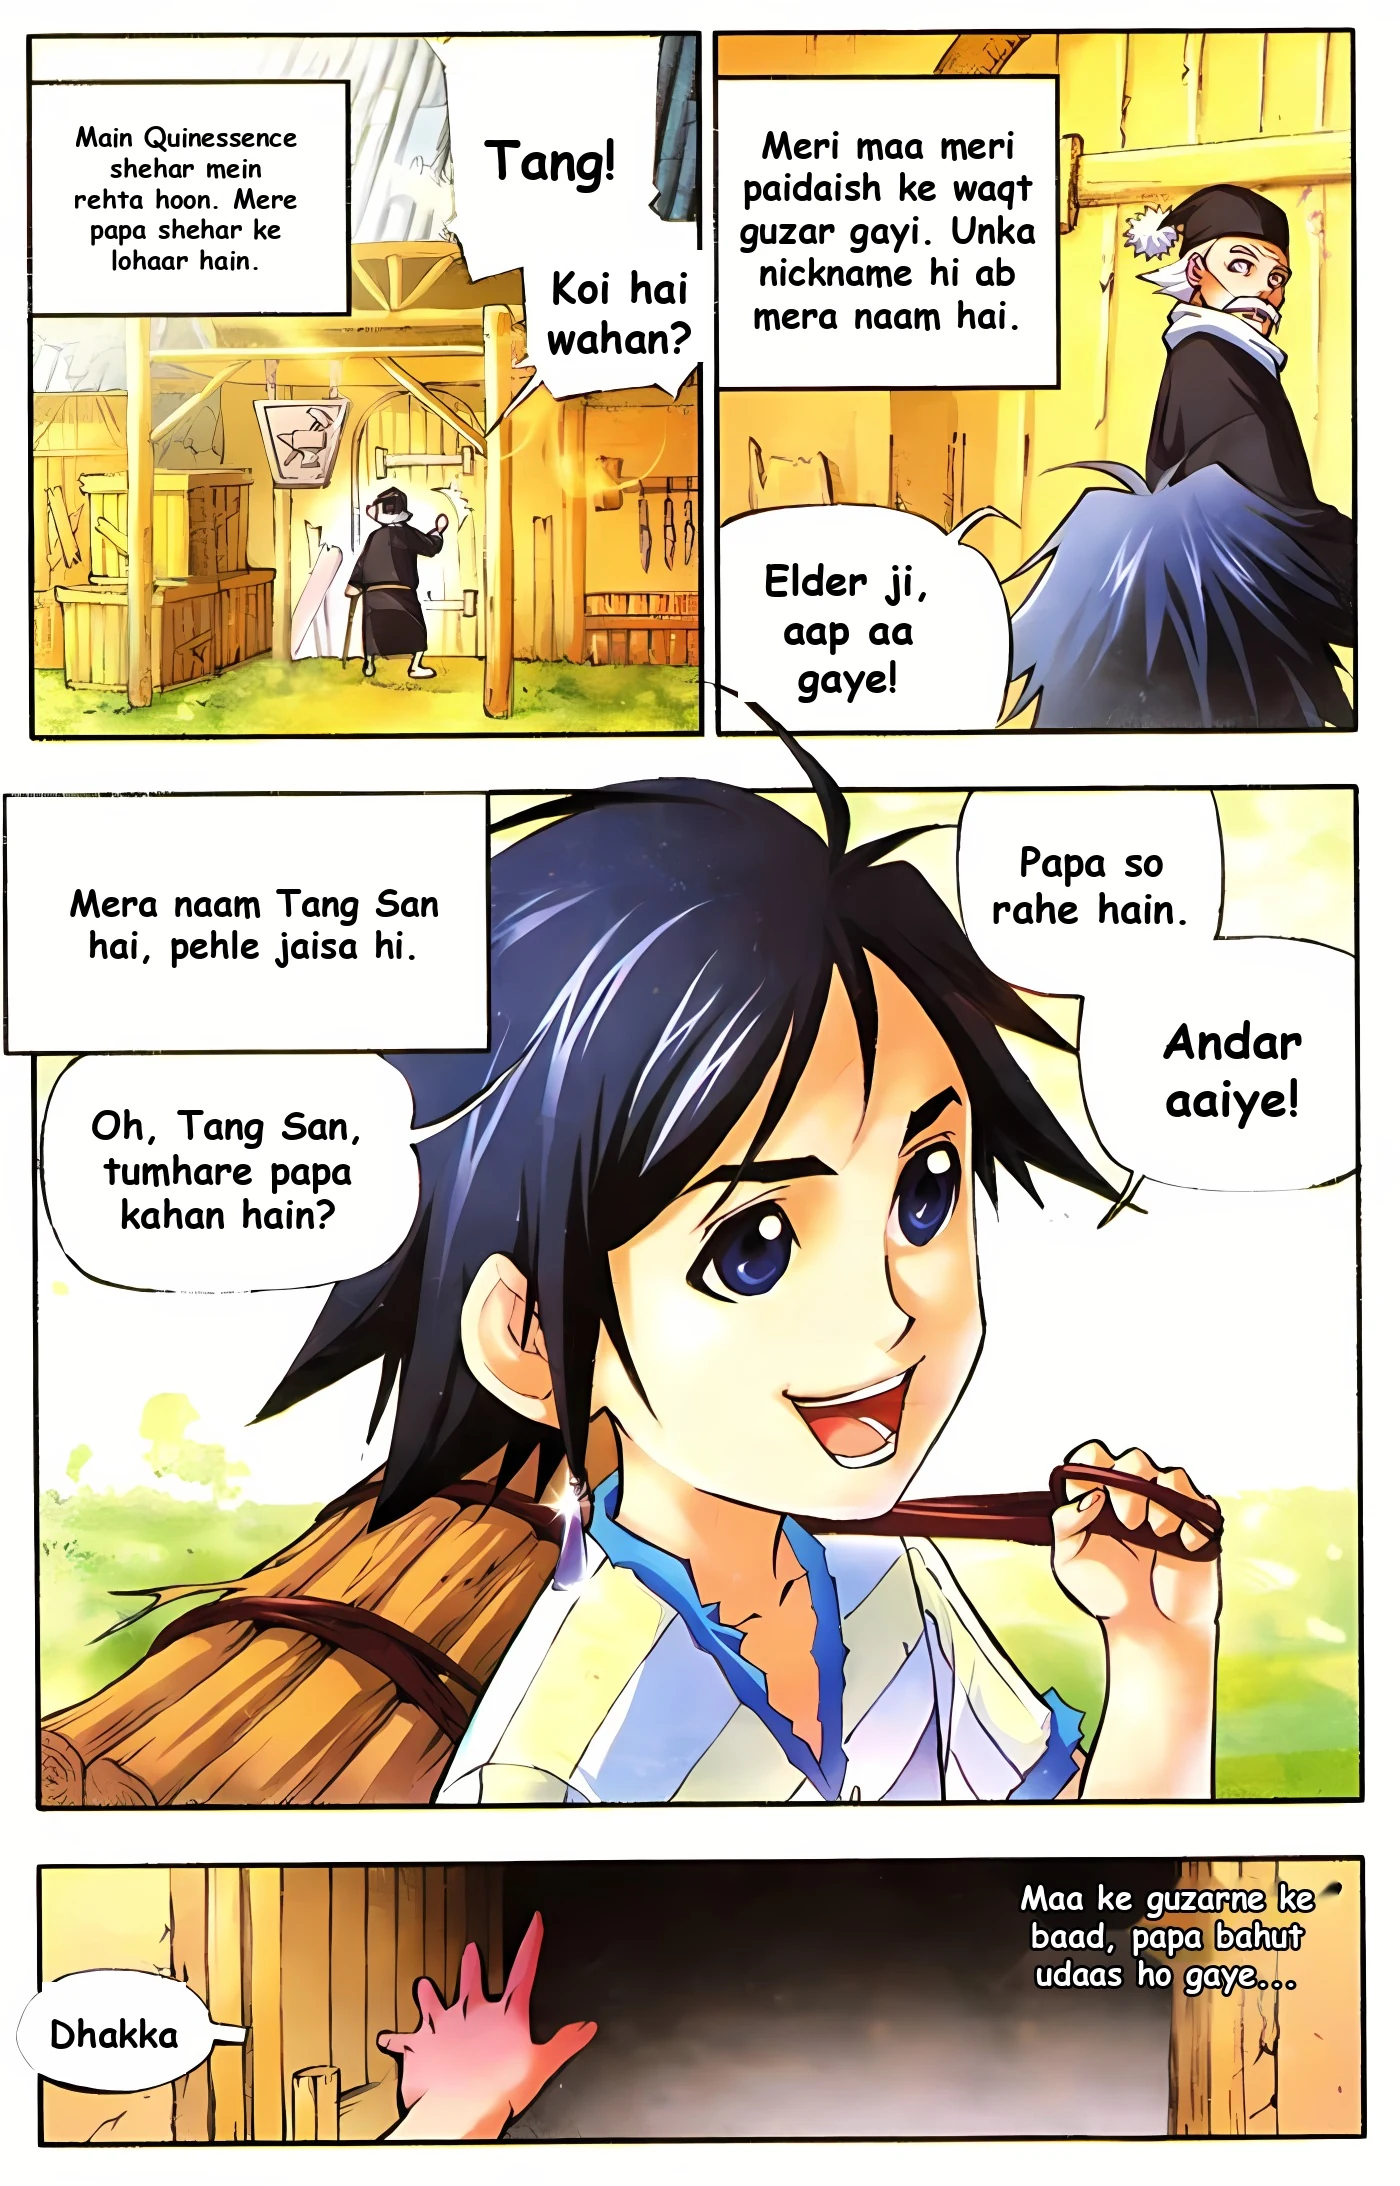 Main Quinessence
shehar mein
rehta hoon. Mere
papa shehar ke
lohaar hain.
Tang!
Koi hai
wahan?
Meri maa meri
paidaish ke waqt
guzar gayi. Unka
nickname hi ab
mera naam hai.
Elder ji,
aap aa
gaye!
Mera naam Tang San
hai, pehle jaisa hi.
Oh, Tang San,
tumhare papa
kahan hain?
Papa so
rahe hain.
Andar
aaiye!
Dhakka
Maa ke guzarne ke
baad, papa bahut
udaas ho gaye...